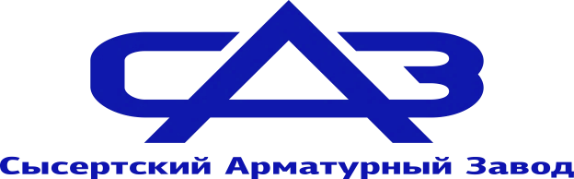 САЗ
Сысертский Арматурный Завод